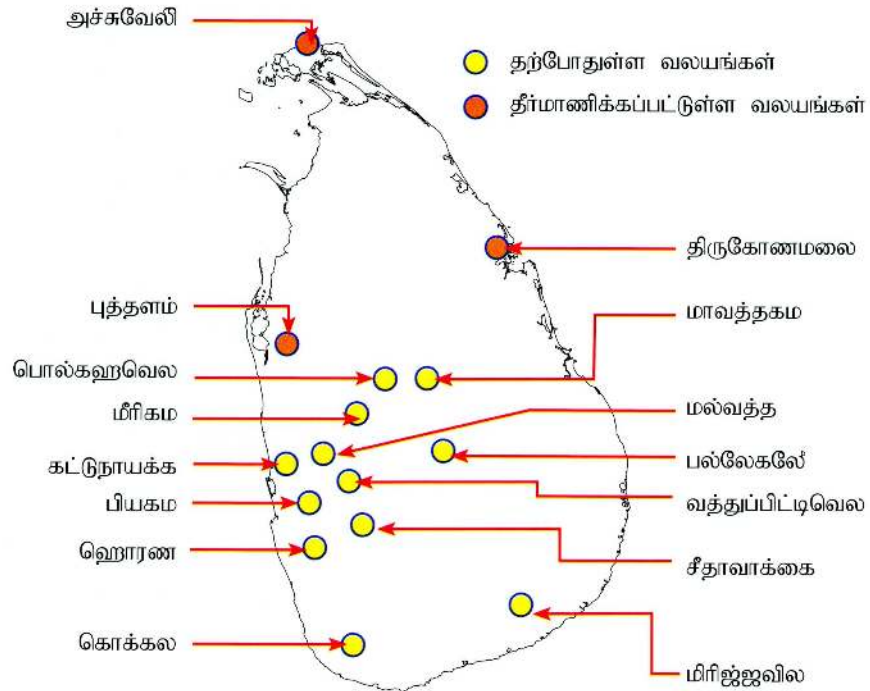 அச்சுவேலி
தற்போதுள்ள வலயங்கள்
தீர்மாணிக்கப்பட்டுள்ள வலயங்கள்
திருகோணமலை
புத்தளம்
மாவத்தகம
பொல்கஹவெல
மீரிகம
மல்வத்த
கட்டுநாயக்க
பல்லேகலே
பியகம
வத்துப்பிட்டிவெல
ஹொரண
சீதாவாக்கை
கொக்கல
மிரிஜ்ஜவில